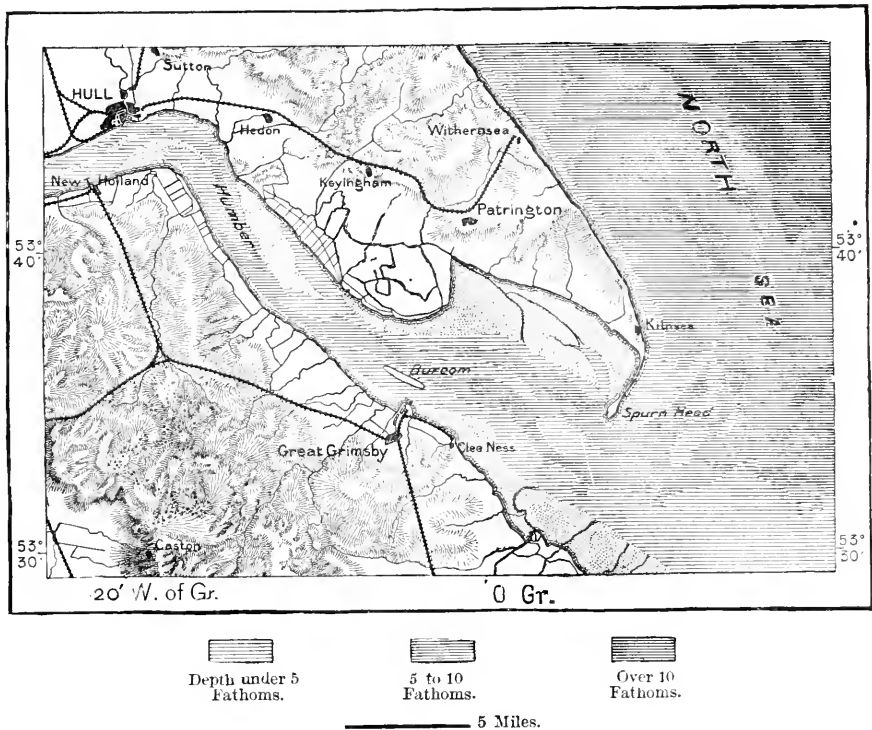 Sutton
HULL
Hedon
Withernsea
New Holland
Keyingham
Humber
Patrington
NORTH
SEA
53°
40'
53°
40'
Kilnsea
Burcom
Spurn Head
Great Grimsby
Clea Ness
Caston
53°
30'
53°
30'
20' W. of Gr.
0 Gr.
Depth under 5
Fathoms.
5 to 10
Fathoms.
Over 10
Fathoms.
5 Miles.